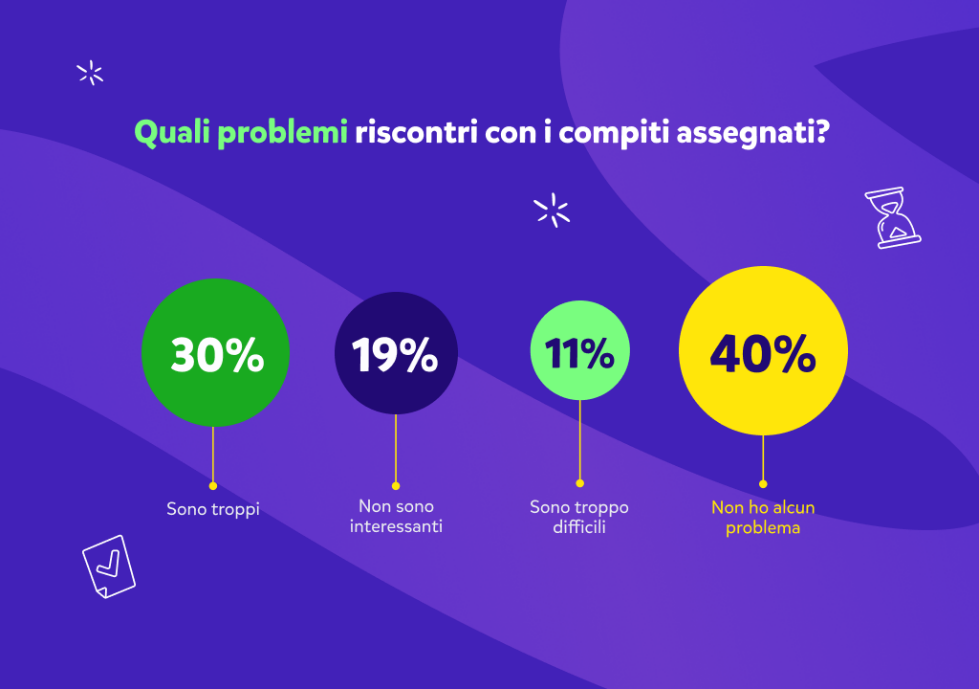 Quali problemi riscontri con i compiti assegnati?
30%
19%
11%
40%
Sono troppi
Non sono
interessanti
Sono troppo
difficili
Non ho alcun
problema